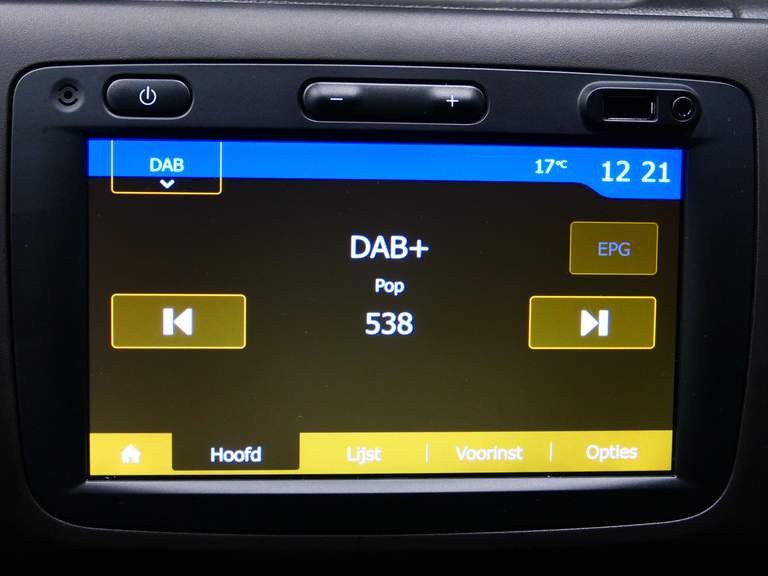 − +
DAB 17°C 12 21
DAB+
EPG
Pop
538
Hoofd Lijst Voorinst Opties